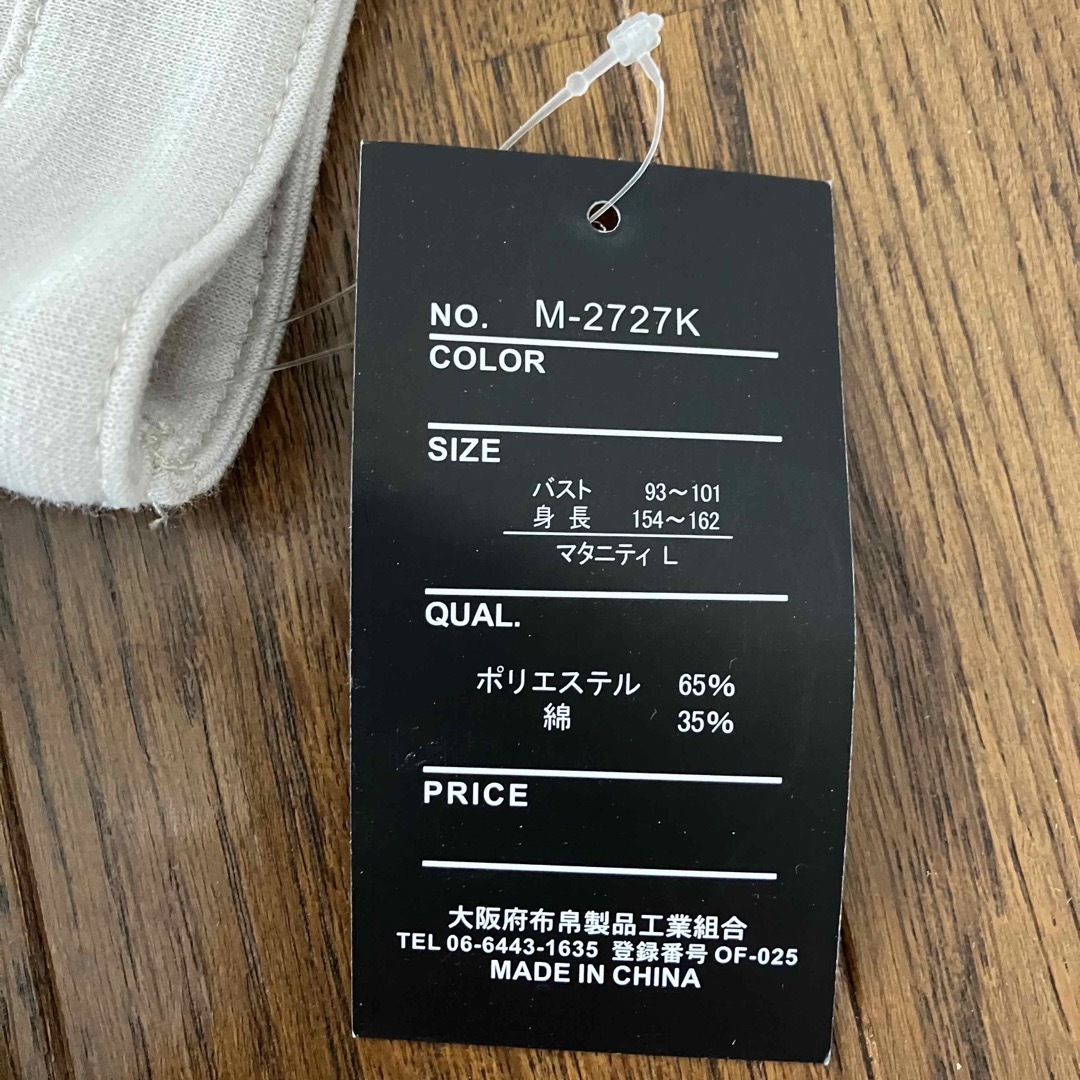 NO. M-2727K
COLOR
SIZE
バスト 93～101
身長 154～162
マタニティ L
QUAL.
ポリエステル 65%
綿 35%
PRICE
大阪府布帛製品工業組合
TEL 06-6443-1635 登録番号 OF-025
MADE IN CHINA